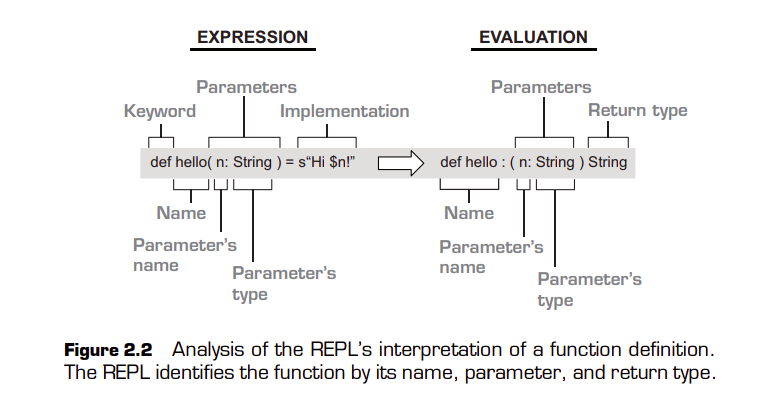 EXPRESSION
EVALUATION
Parameters
Parameters
Keyword
Implementation
Return type
def hello( n: String ) = s“Hi $n!”
def hello : ( n: String ) String
Name
Name
Parameter’s
name
Parameter’s
name
Parameter’s
type
Parameter’s
type
Figure 2.2 Analysis of the REPL’s interpretation of a function definition.
The REPL identifies the function by its name, parameter, and return type.